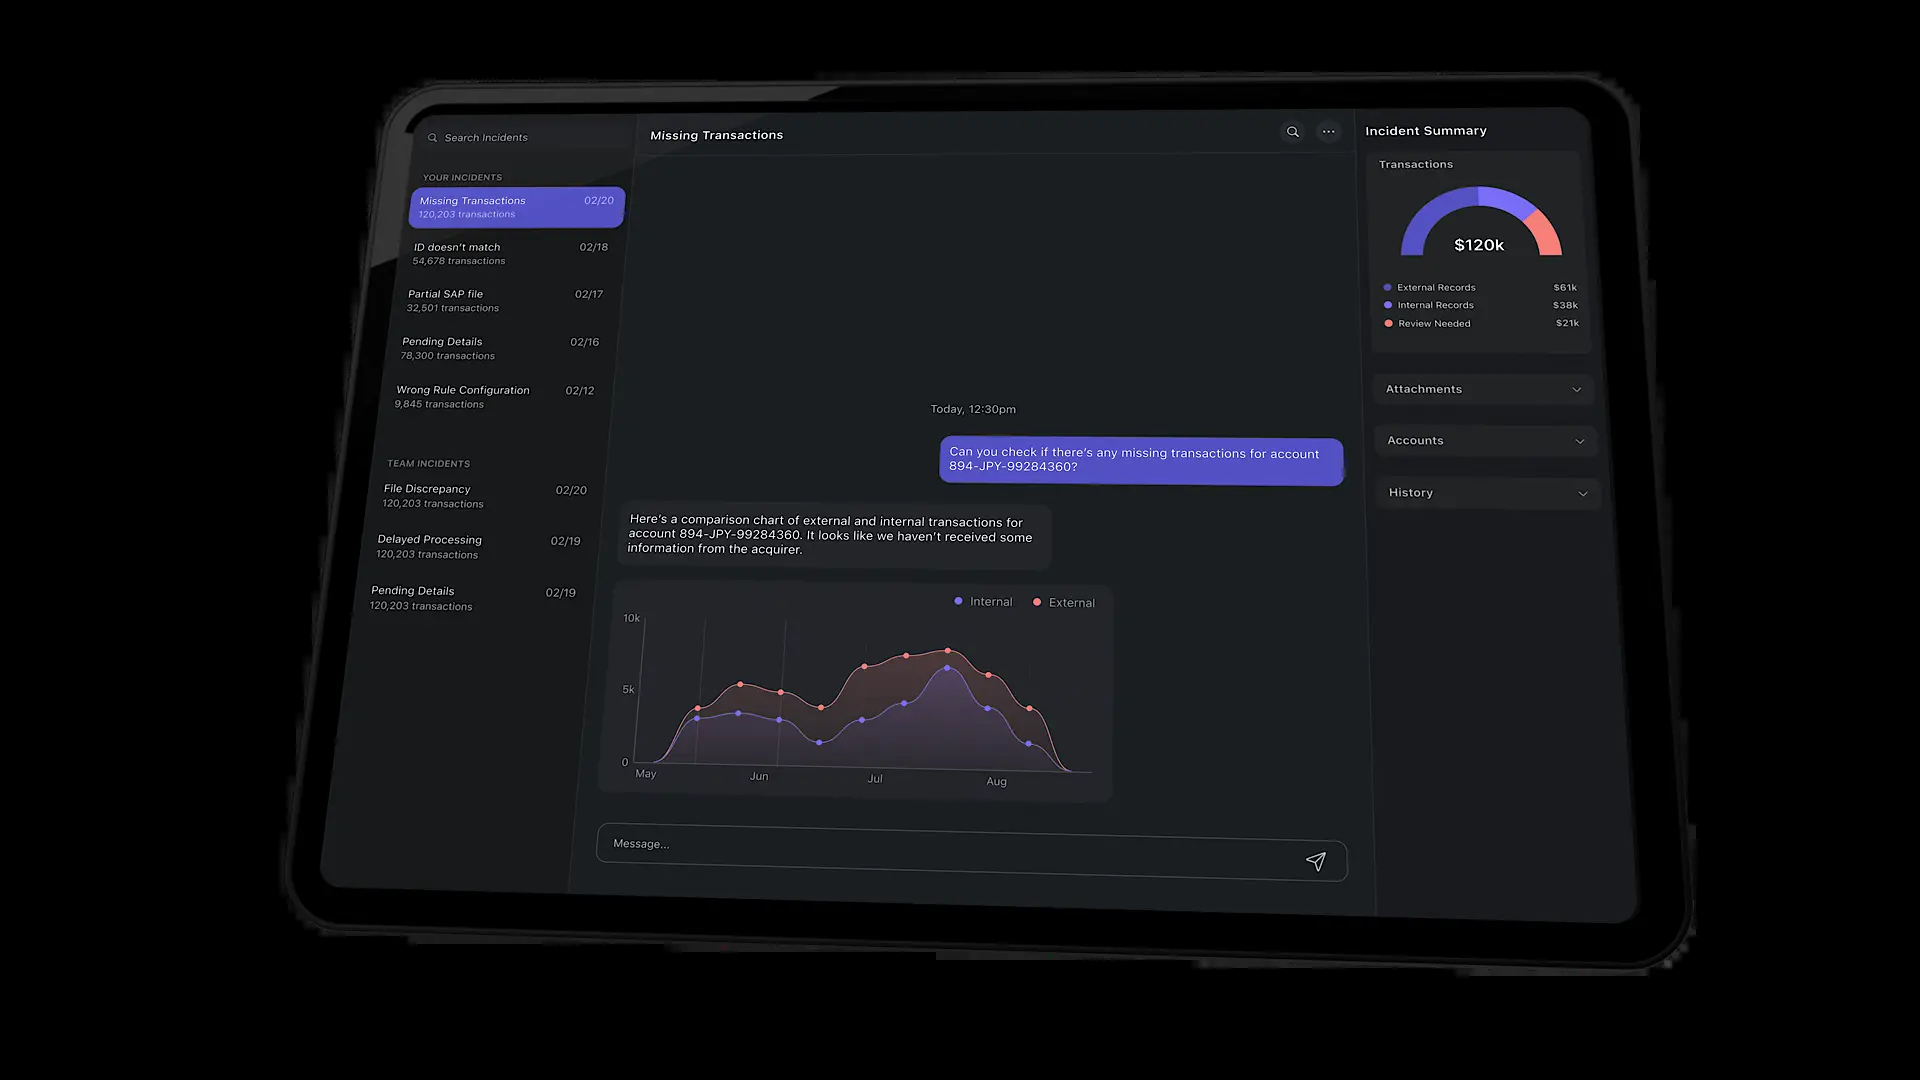 Search Incidents
YOUR INCIDENTS
Missing Transactions 02/20
120,203 transactions
ID doesn’t match 02/18
54,678 transactions
Partial SAP file 02/17
32,501 transactions
Pending Details 02/16
78,300 transactions
Wrong Rule Configuration 02/12
9,845 transactions
TEAM INCIDENTS
File Discrepancy 02/20
120,203 transactions
Delayed Processing 02/19
120,203 transactions
Pending Details 02/19
120,203 transactions
Missing Transactions
Today, 12:30pm
Can you check if there’s any missing transactions for account
894-JPY-99284360?
Here’s a comparison chart of external and internal transactions for
account 894-JPY-99284360. It looks like we haven’t received some
information from the acquirer.
Internal External
10k
5k
0
May Jun Jul Aug
Message...
Incident Summary
Transactions
$120k
External Records $61k
Internal Records $38k
Review Needed $21k
Attachments
Accounts
History